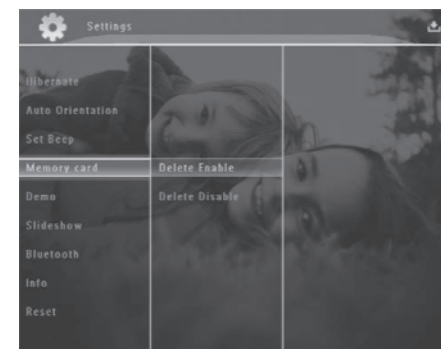 Settings
Hibernate
Auto Orientation
Set Beep
Memory card
Delete Enable
Demo
Delete Disable
Slideshow
Bluetooth
Info
Reset